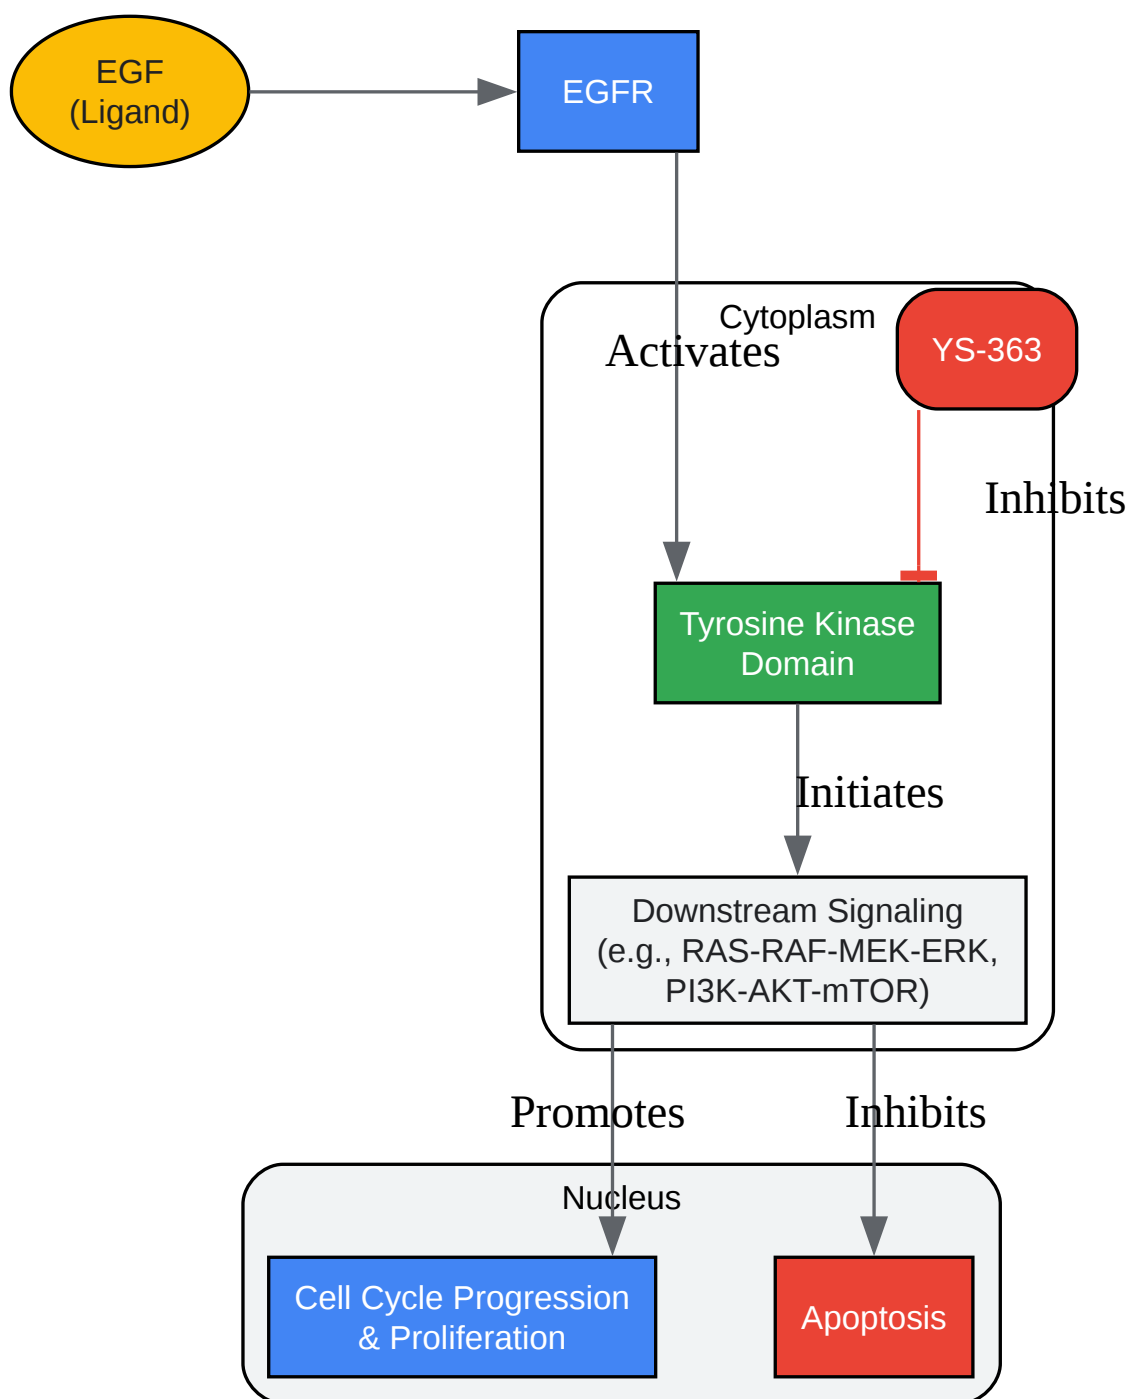 EGF
(Ligand)
EGFR
Cytoplasm
YS-363
Activates
Inhibits
Tyrosine Kinase
Domain
Initiates
Downstream Signaling
(e.g., RAS-RAF-MEK-ERK,
PI3K-AKT-mTOR)
Promotes
Inhibits
Nucleus
Cell Cycle Progression
& Proliferation
Apoptosis